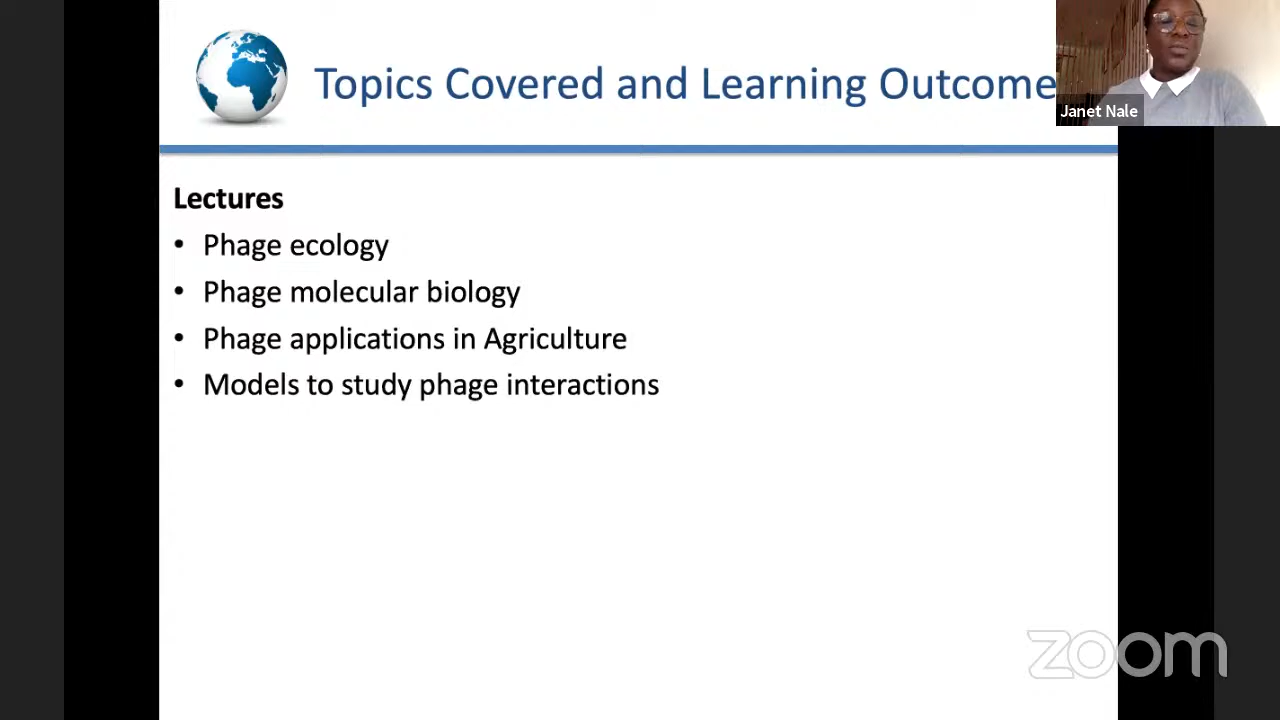 Topics Covered and Learning Outcome
Janet Nale
Lectures
• Phage ecology
• Phage molecular biology
• Phage applications in Agriculture
• Models to study phage interactions
zoom